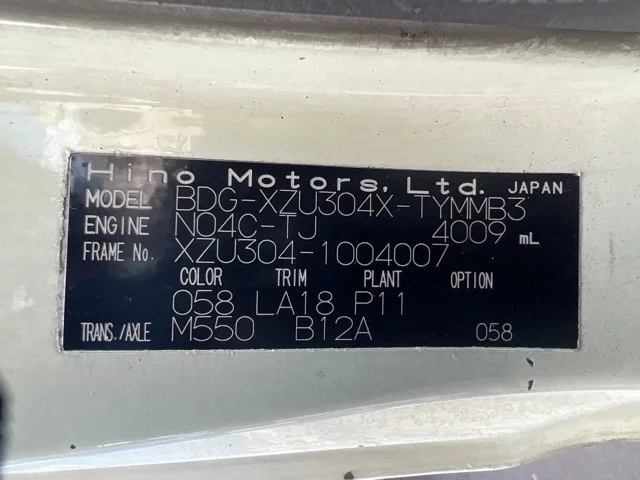 Hino Motors, Ltd. JAPAN
MODEL BDG-XZU304X-TYMMB3
ENGINE N04C-TJ 4009 mL
FRAME No. XZU304-1004007
COLOR TRIM PLANT OPTION
058 LA18 P11
TRANS./AXLE M550 B12A 058